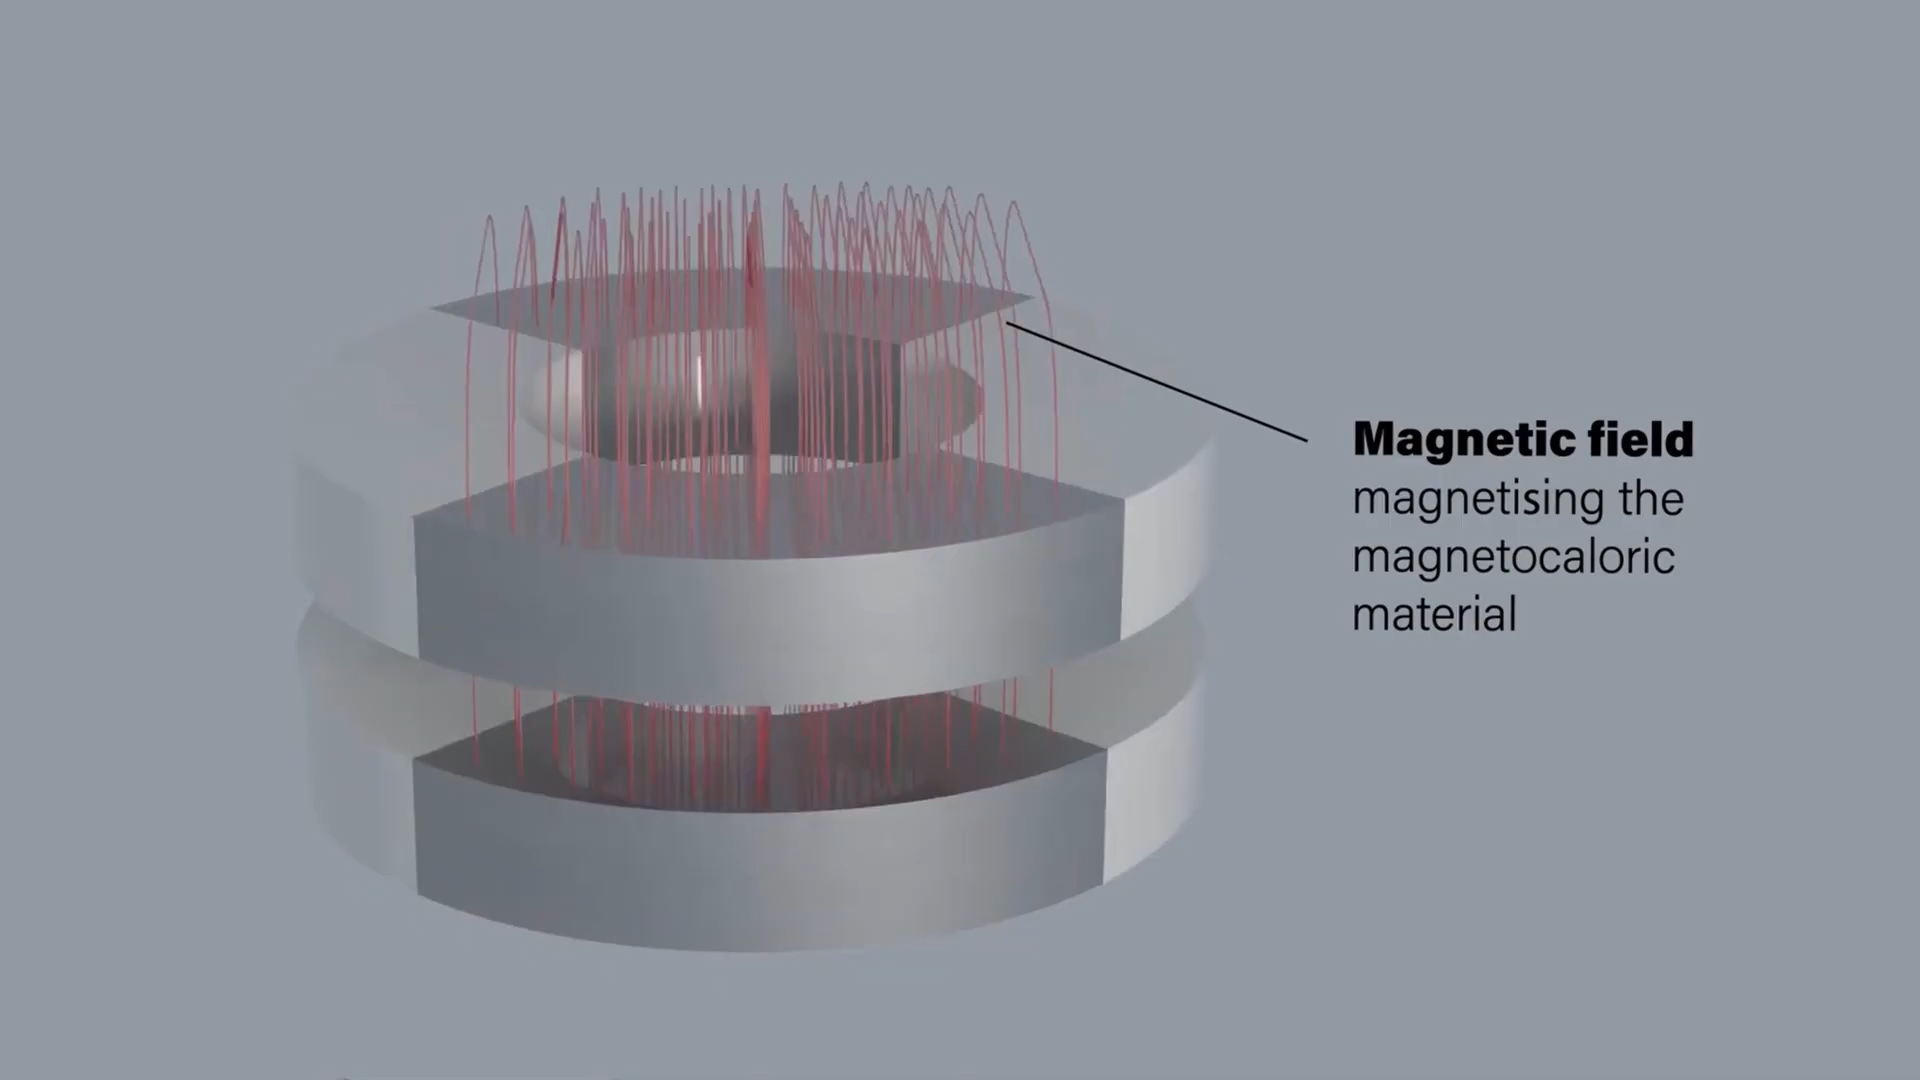 Magnetic field
magnetising the
magnetocaloric
material